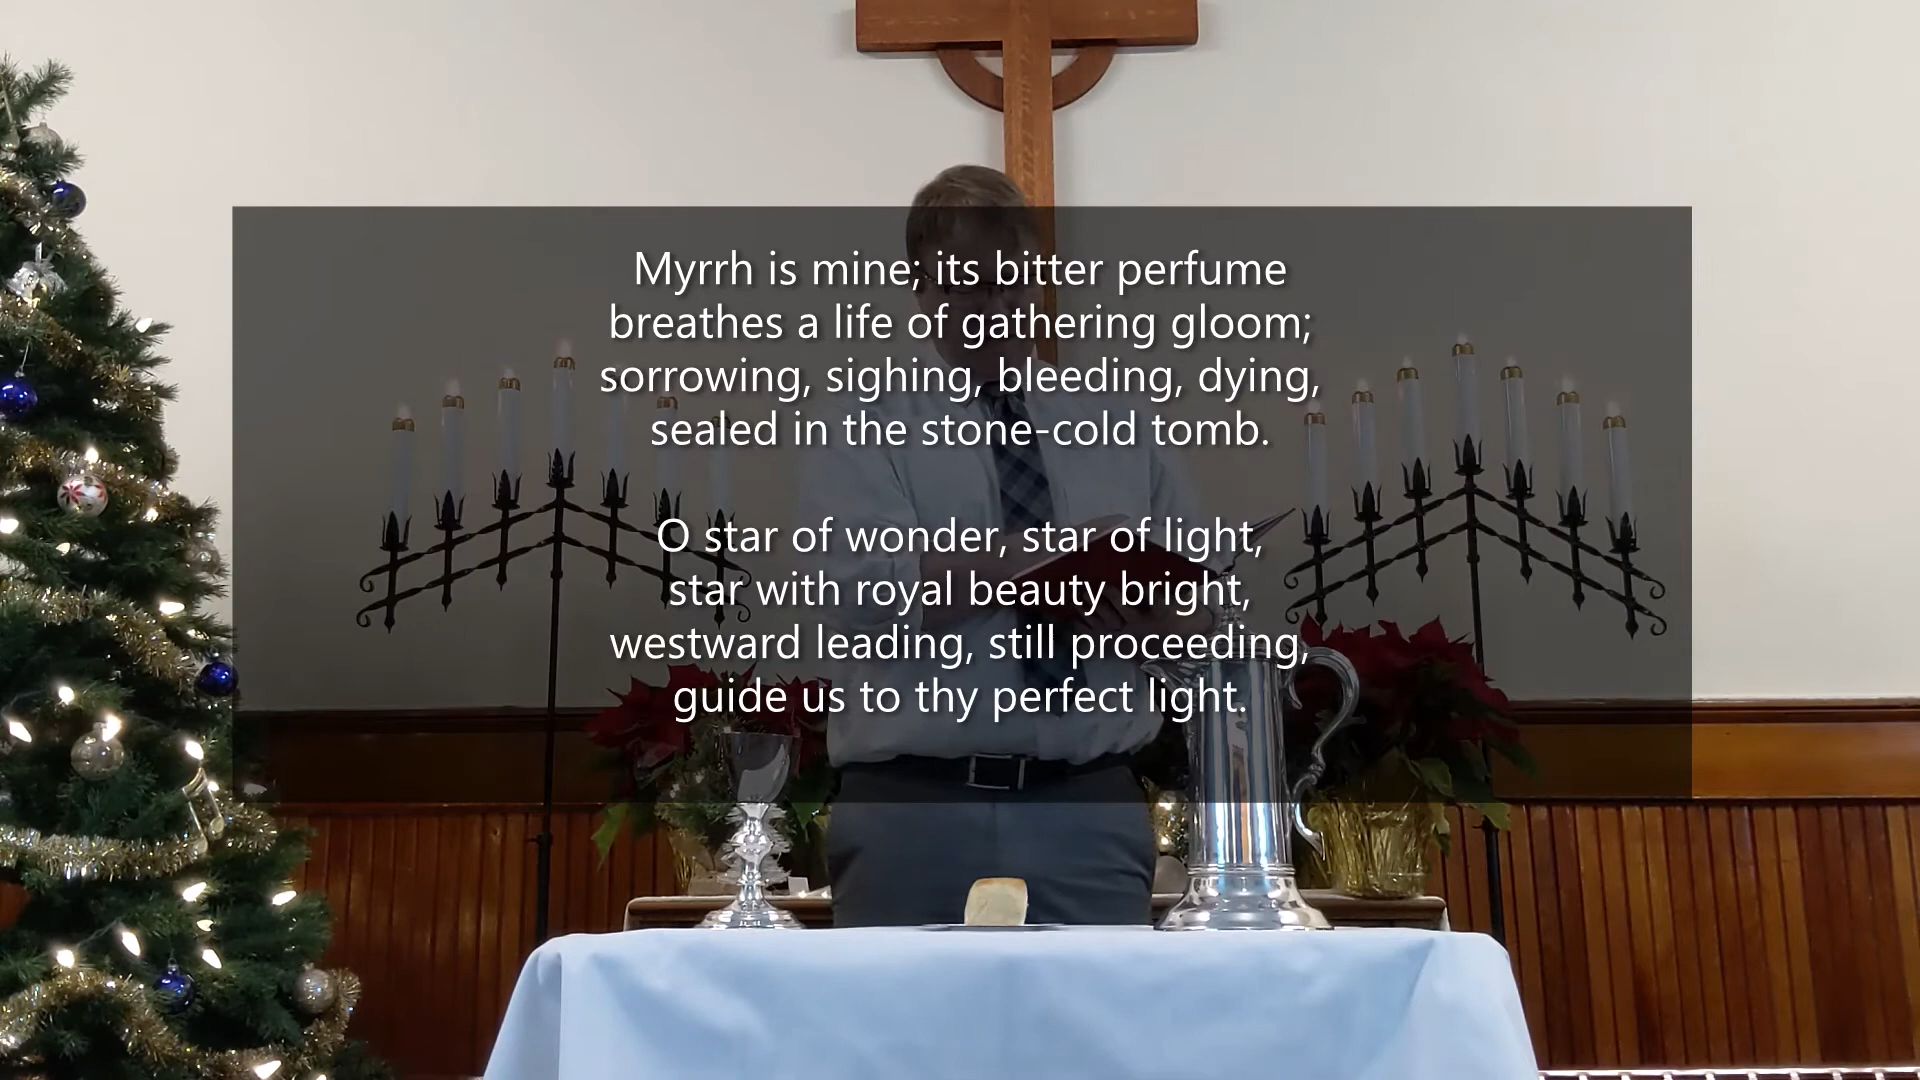 Myrrh is mine; its bitter perfume
breathes a life of gathering gloom;
sorrowing, sighing, bleeding, dying,
sealed in the stone-cold tomb.
O star of wonder, star of light,
star with royal beauty bright,
westward leading, still proceeding,
guide us to thy perfect light.